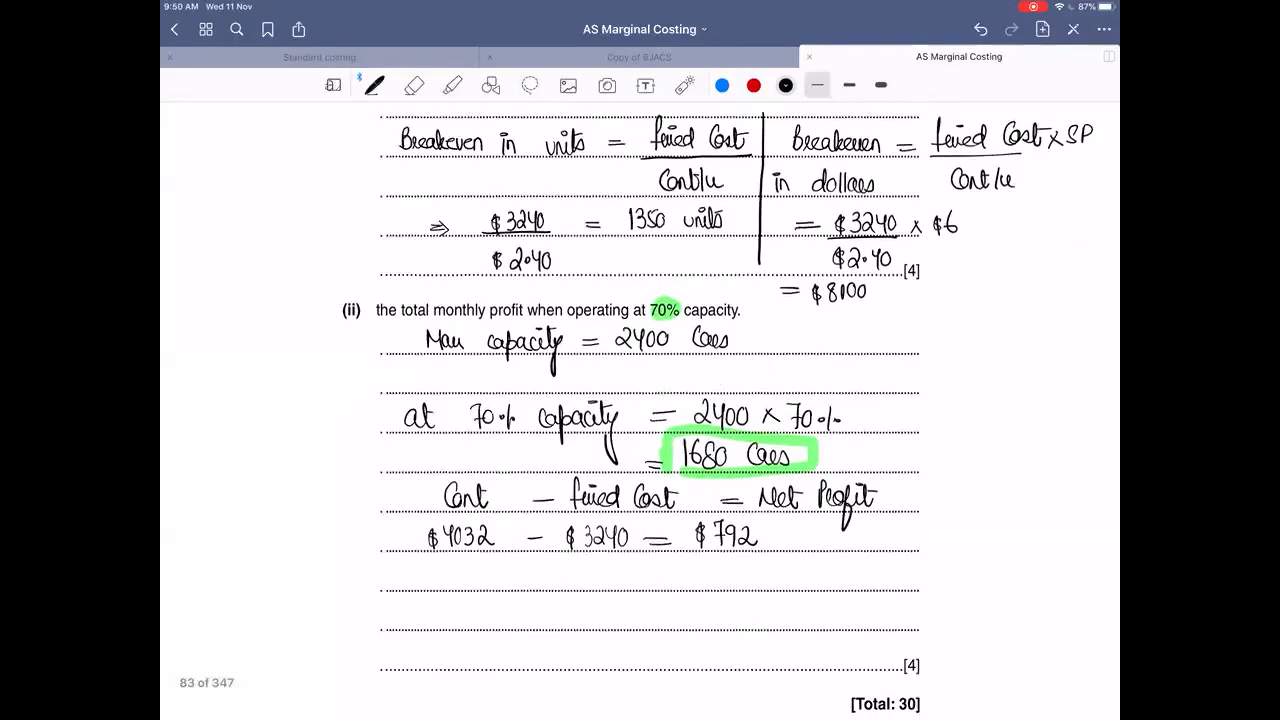 9:50 AM Wed 11 Nov
87%
AS Marginal Costing
Standard costing
Copy of BJACS
AS Marginal Costing
Breakeven in units = Fixed Cost
Cont/u
⇒ $3240 = 1350 units
$2.40
Breakeven = Fixed Cost × SP
in dollars Cont/u
= $3240 × $6
$2.40
[4]
= $8100
(ii) the total monthly profit when operating at 70% capacity.
Max capacity = 2400 Cars
at 70% capacity = 2400 × 70%
= 1680 Cars
Cont – Fixed Cost = Net Profit
$4032 – $3240 = $792
[4]
83 of 347
[Total: 30]